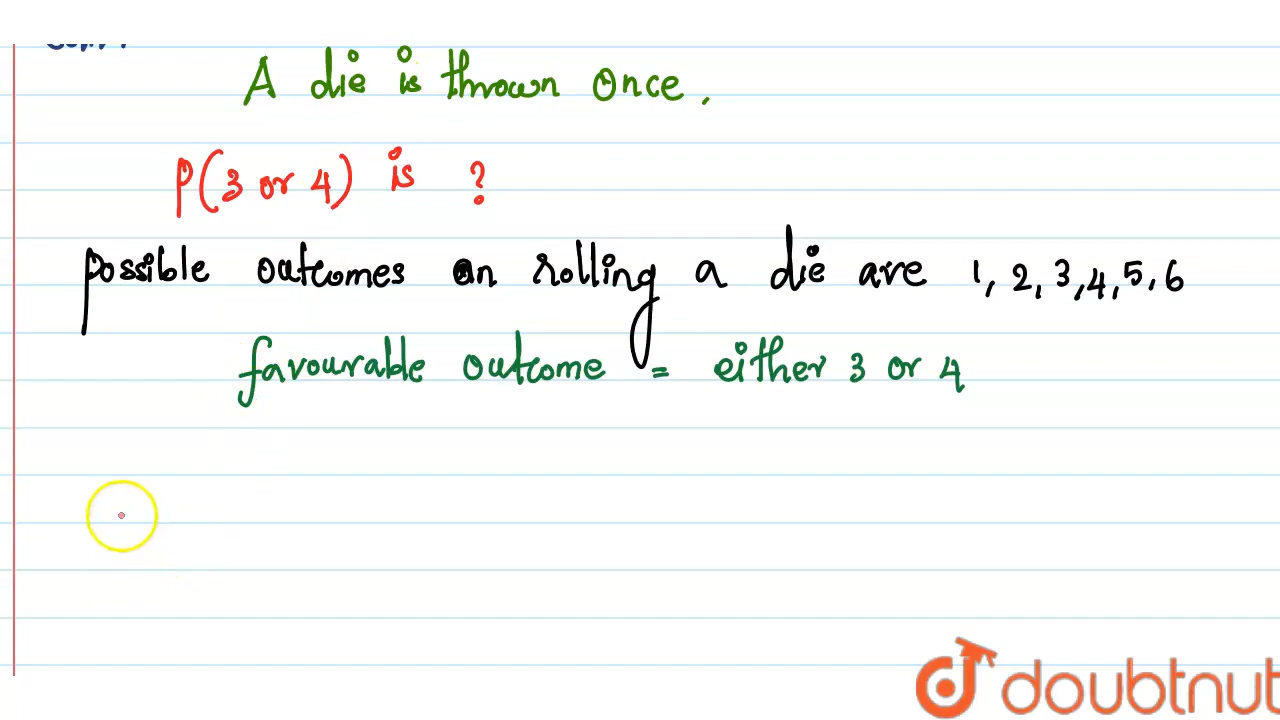 A die is thrown once.
P(3 or 4) is ?
possible outcomes on rolling a die are 1, 2, 3, 4, 5, 6
favourable outcome = either 3 or 4
doubtnut